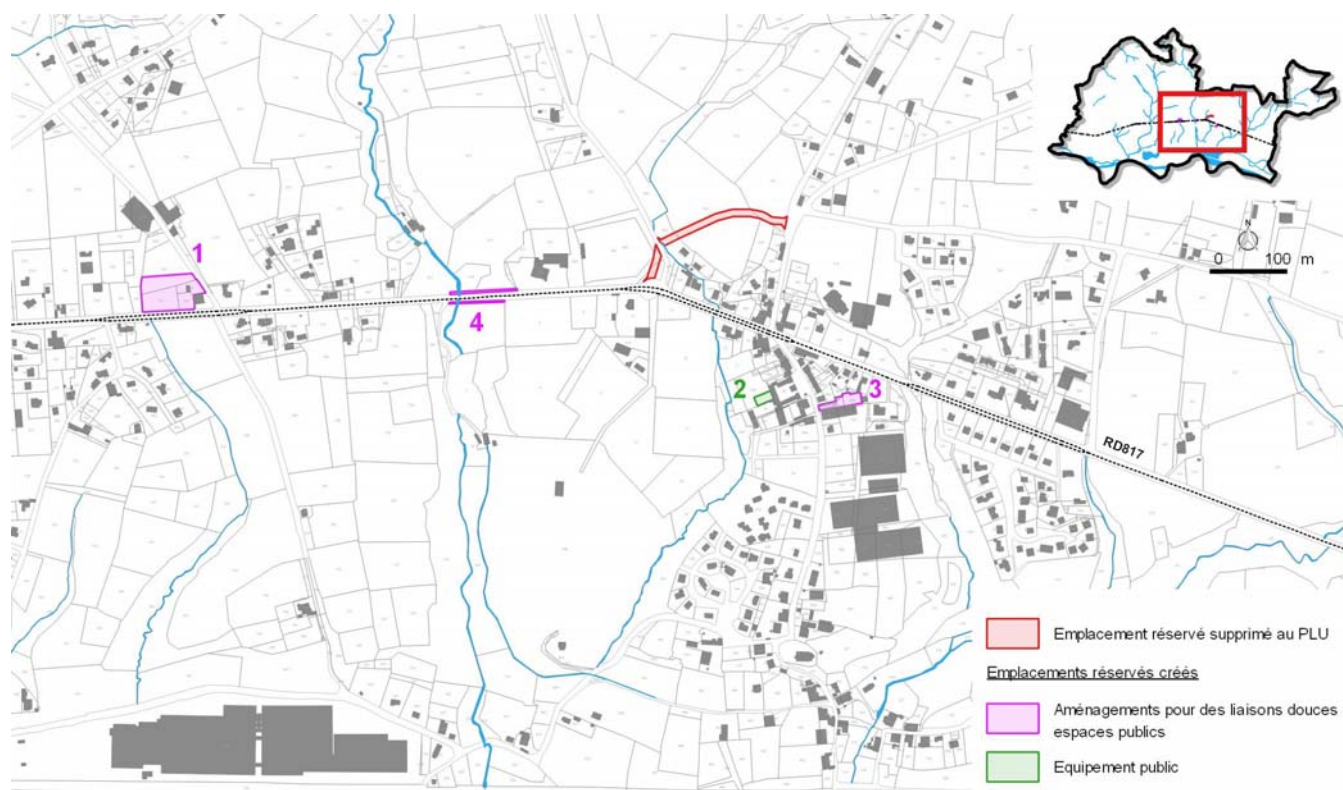 N
0 100 m
1
4
2
3
RD817
Emplacement réservé supprimé au PLU
Emplacements réservés créés
Aménagements pour des liaisons douces
espaces publics
Equipement public